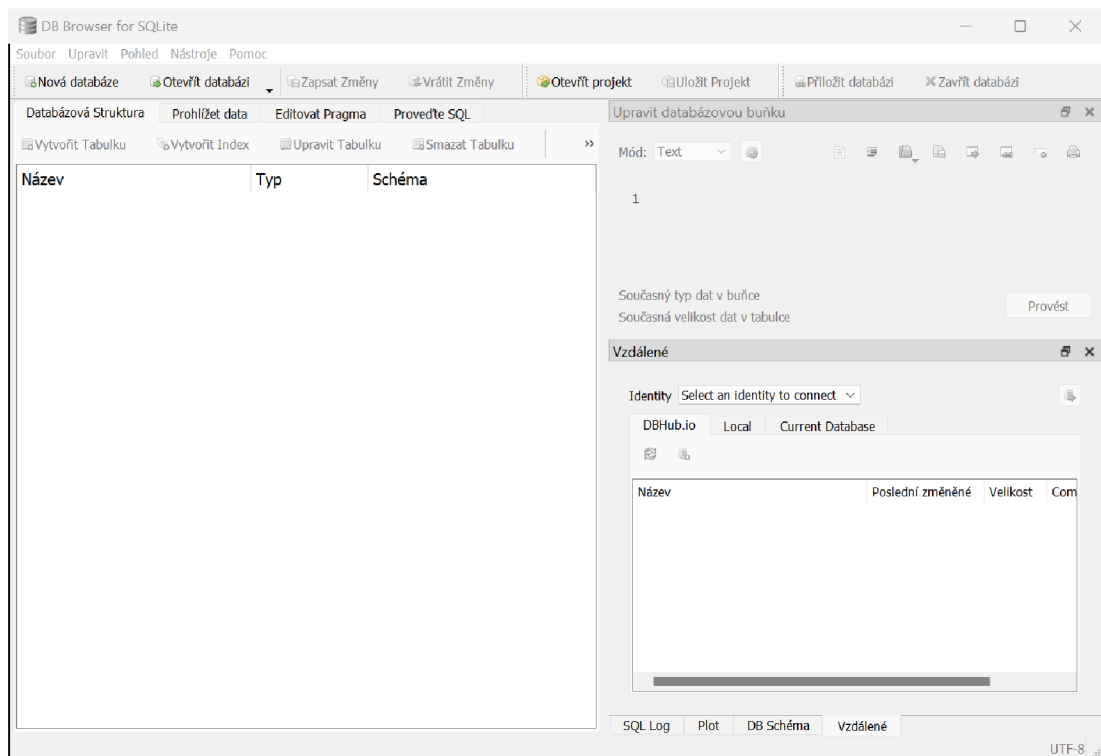 DB Browser for SQLite
Soubor Upravit Pohled Nástroje Pomoc
Nová databáze Otevřít databázi Zapsat Změny Vrátit Změny Otevřít projekt Uložit Projekt Přiložit databázi Zavřít databázi
Databázová Struktura Prohlížet data Editovat Pragma Proveďte SQL
Vytvořit Tabulku Vytvořit Index Upravit Tabulku Smazat Tabulku »
Název Typ Schéma
Upravit databázovou buňku
Mód: Text
1
Současný typ dat v buňce
Současná velikost dat v tabulce
Provést
Vzdálené
Identity Select an identity to connect
DBHub.io Local Current Database
Název Poslední změněné Velikost Com
SQL Log Plot DB Schéma Vzdálené
UTF-8